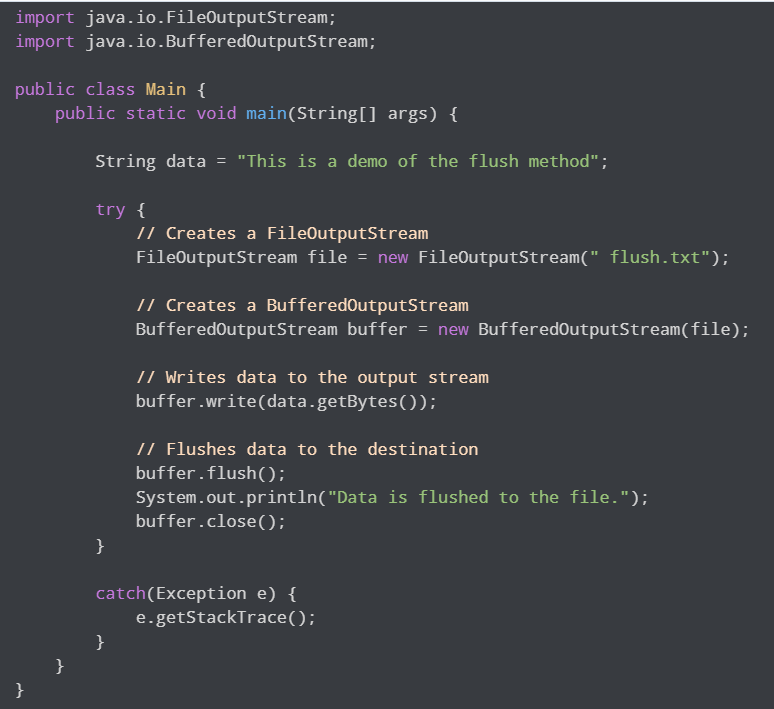 import java.io.FileOutputStream;
import java.io.BufferedOutputStream;
public class Main {
public static void main(String[] args) {
String data = "This is a demo of the flush method";
try {
// Creates a FileOutputStream
FileOutputStream file = new FileOutputStream(" flush.txt");
// Creates a BufferedOutputStream
BufferedOutputStream buffer = new BufferedOutputStream(file);
// Writes data to the output stream
buffer.write(data.getBytes());
// Flushes data to the destination
buffer.flush();
System.out.println("Data is flushed to the file.");
buffer.close();
}
catch(Exception e) {
e.getStackTrace();
}
}
}